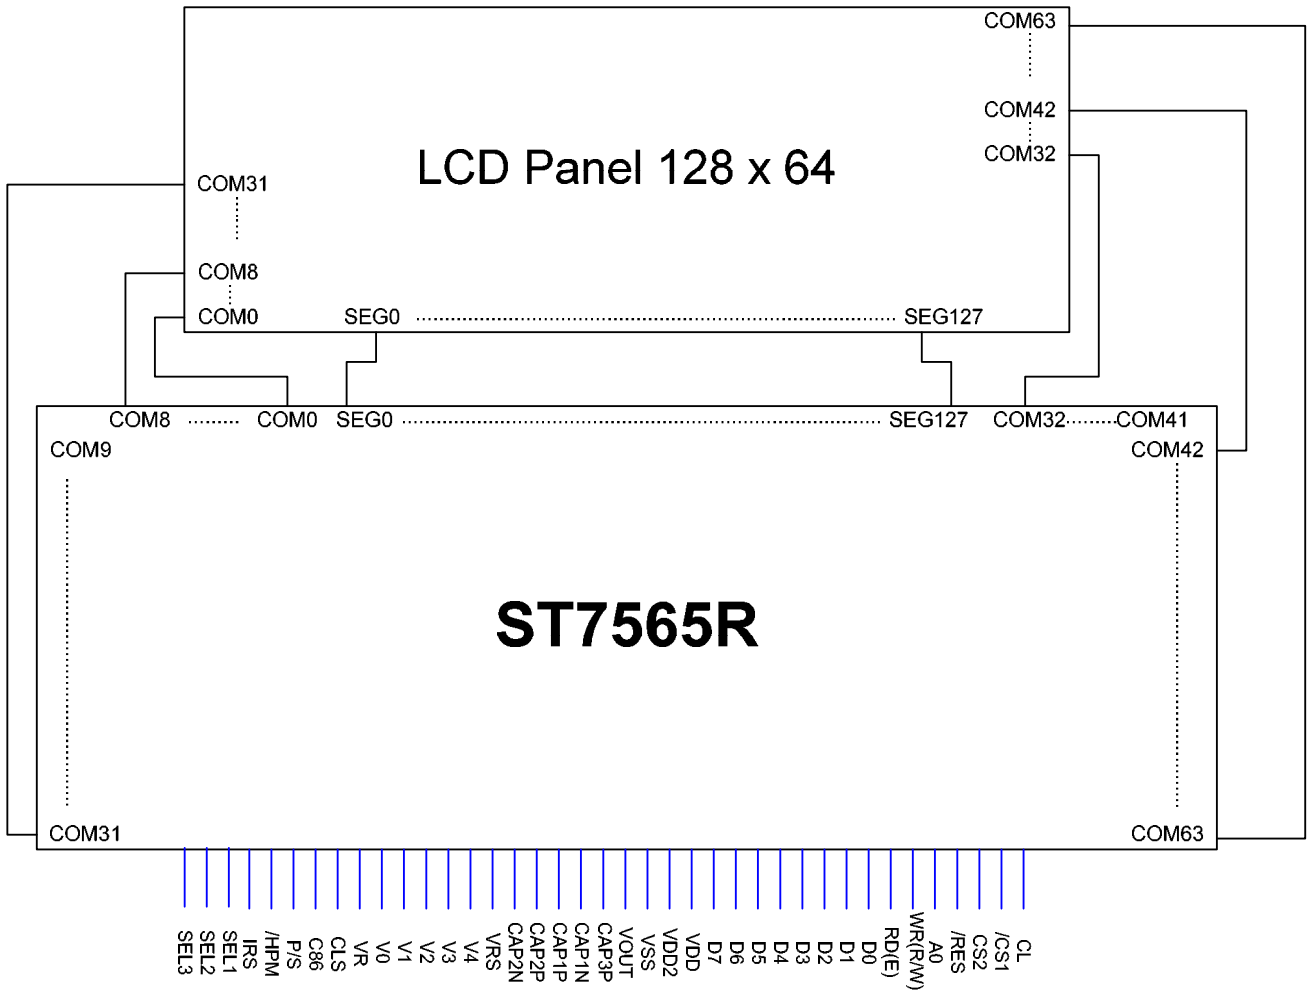 COM63
COM42
LCD Panel 128 x 64
COM32
COM31
COM8
COM0
SEG0
SEG127
COM8
COM0
SEG0
SEG127
COM32
COM41
COM9
COM42
ST7565R
COM31
COM63
SEL3
SEL2
SEL1
IRS
/HPM
P/S
C86
CLS
VR
V0
V1
V2
V3
V4
VRS
CAP2N
CAP2P
CAP1P
CAP1N
CAP3P
VOUT
VSS
VDD2
VDD
D7
D6
D5
D4
D3
D2
D1
D0
RD(E)
WR(R/W)
A0
/RES
CS2
/CS1
CL